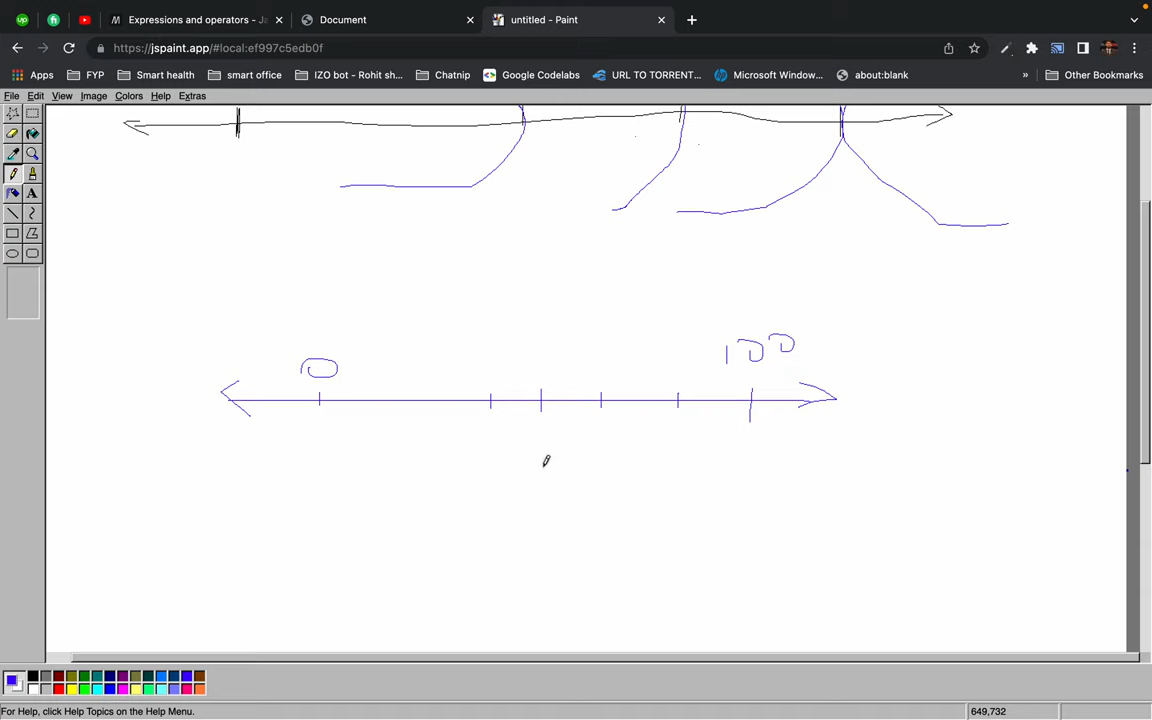 Expressions and operators - Ja
Document
untitled - Paint
https://jspaint.app/#local:ef997c5edb0f
Apps
FYP
Smart health
smart office
IZO bot - Rohit sh...
Chatnip
Google Codelabs
URL TO TORRENT...
Microsoft Window...
about:blank
»
Other Bookmarks
File Edit View Image Colors Help Extras
0
100
For Help, click Help Topics on the Help Menu.
649,732